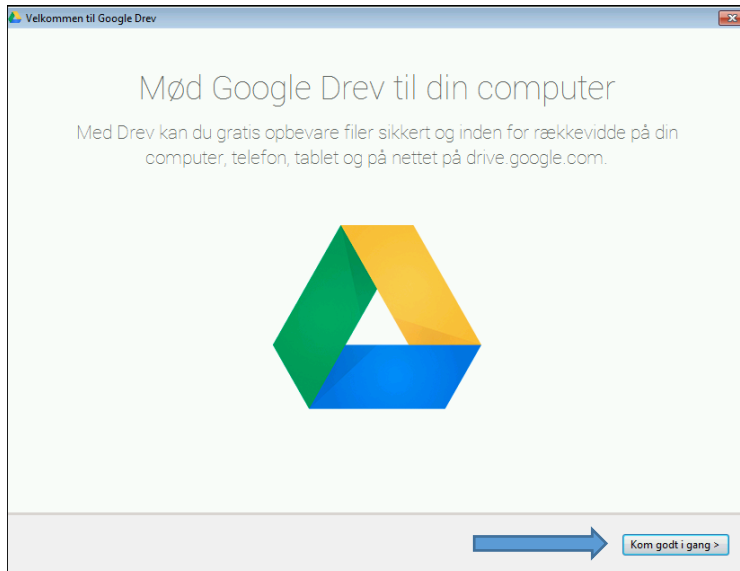 Velkommen til Google Drev
Mød Google Drev til din computer
Med Drev kan du gratis opbevare filer sikkert og inden for rækkevidde på din
computer, telefon, tablet og på nettet på drive.google.com.
Kom godt i gang >